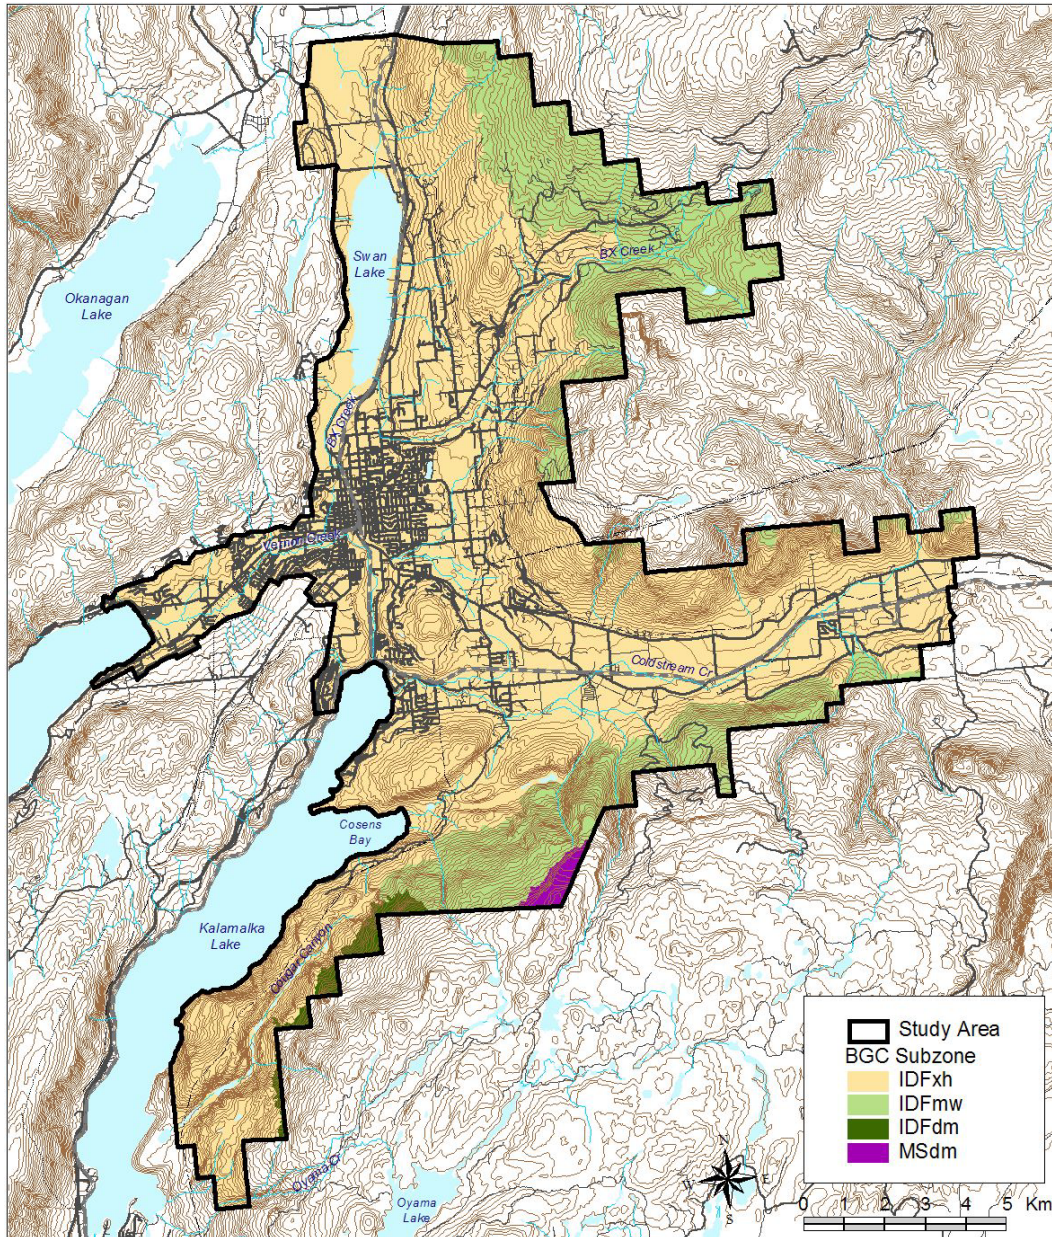 Swan
Lake
BX Creek
Okanagan
Lake
BX Creek
Vernon Creek
Coldstream Cr
Cosens
Bay
Kalamalka
Lake
Cougar Canyon
Oyama Cr
Oyama
Lake
Study Area
BGC Subzone
IDFxh
IDFmw
IDFdm
MSdm
N
W E
S
0 1 2 3 4 5 Km